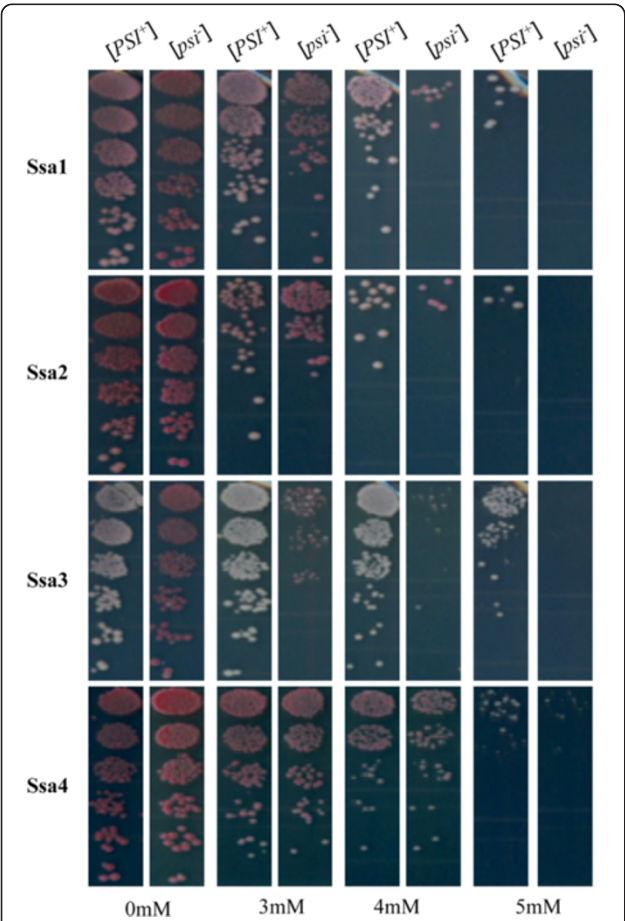 [PSI⁺] [psi⁻] [PSI⁺] [psi⁻] [PSI⁺] [psi⁻] [PSI⁺] [psi⁻]
Ssa1
Ssa2
Ssa3
Ssa4
0mM 3mM 4mM 5mM